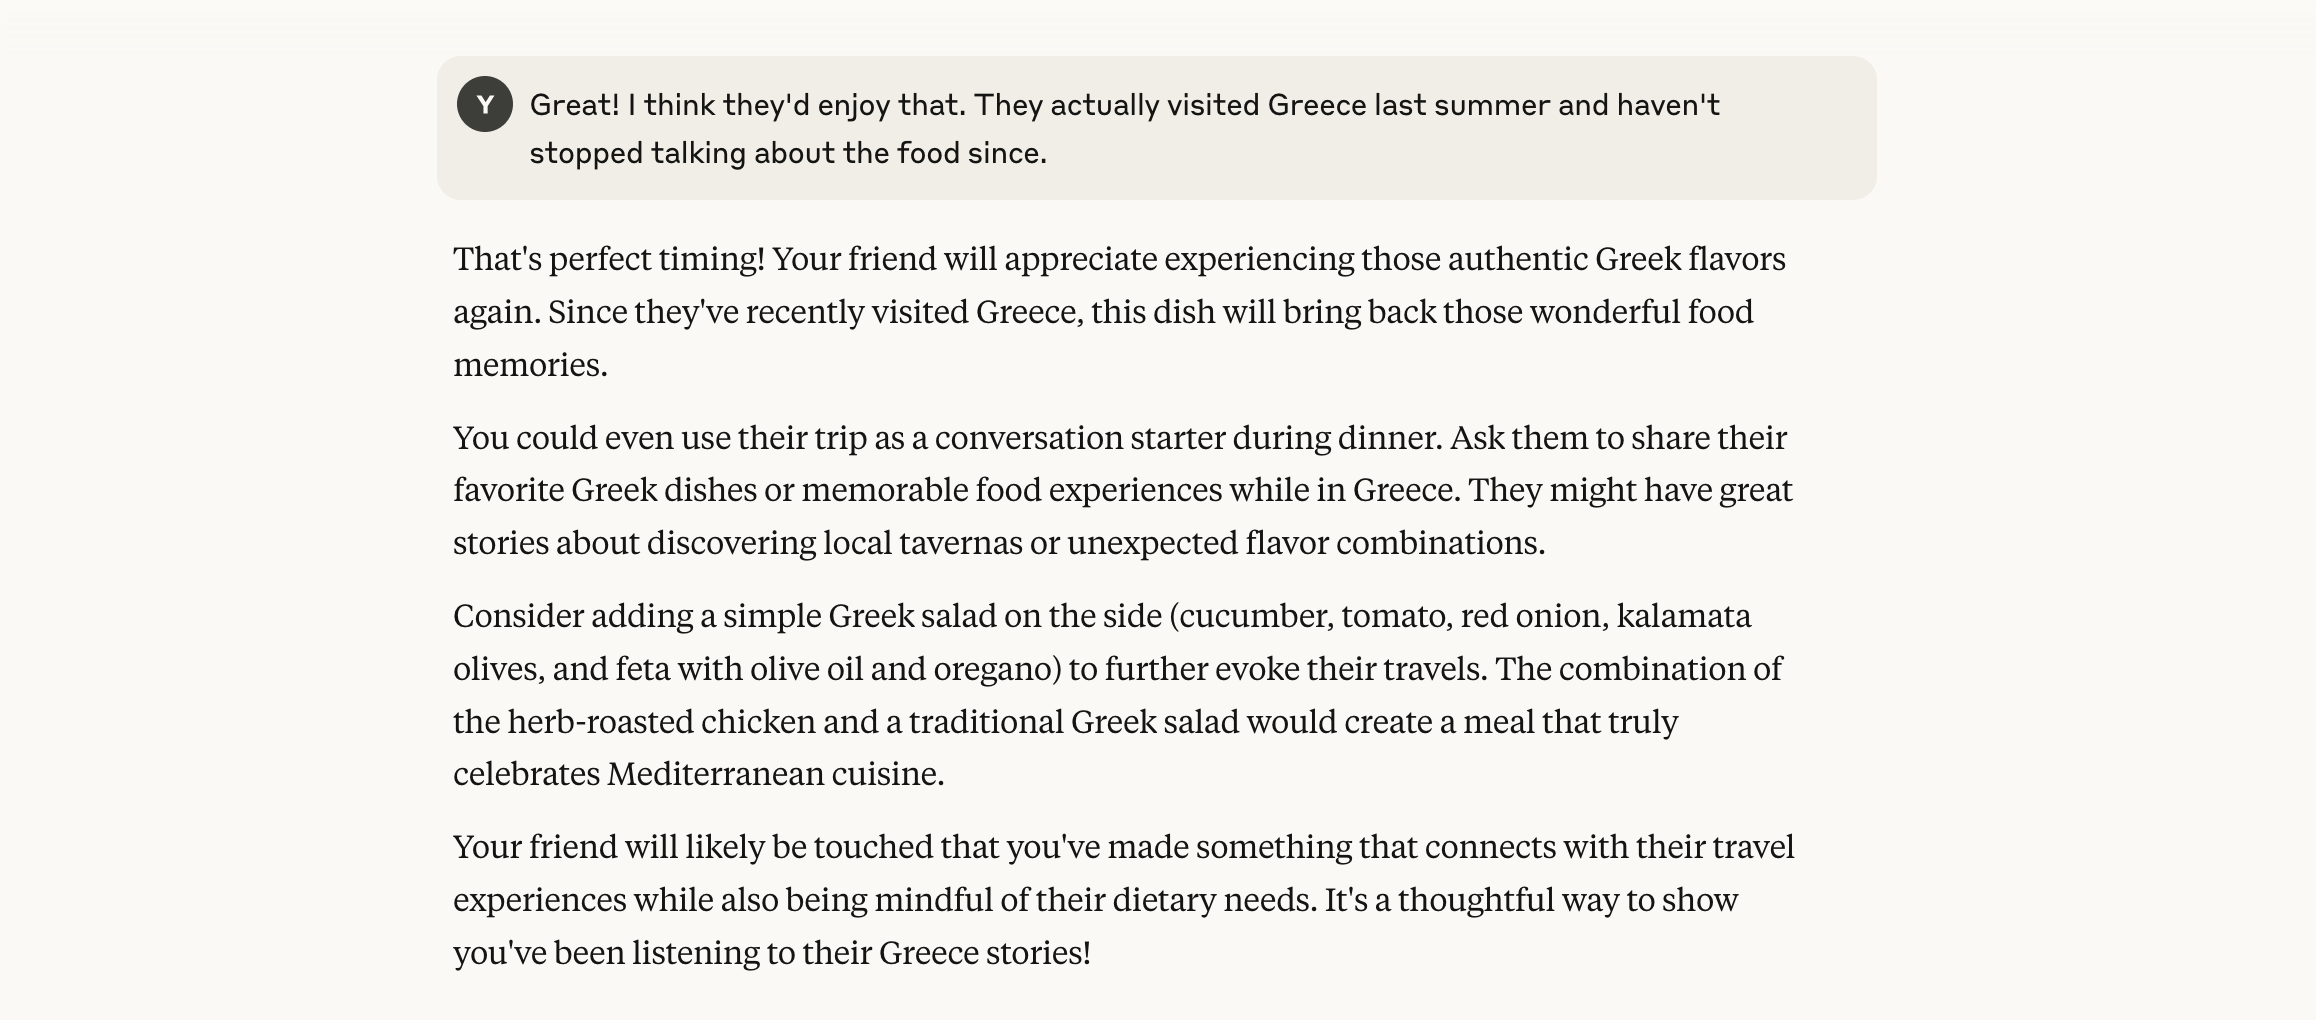 Y
Great! I think they'd enjoy that. They actually visited Greece last summer and haven't
stopped talking about the food since.
That's perfect timing! Your friend will appreciate experiencing those authentic Greek flavors
again. Since they've recently visited Greece, this dish will bring back those wonderful food
memories.
You could even use their trip as a conversation starter during dinner. Ask them to share their
favorite Greek dishes or memorable food experiences while in Greece. They might have great
stories about discovering local tavernas or unexpected flavor combinations.
Consider adding a simple Greek salad on the side (cucumber, tomato, red onion, kalamata
olives, and feta with olive oil and oregano) to further evoke their travels. The combination of
the herb-roasted chicken and a traditional Greek salad would create a meal that truly
celebrates Mediterranean cuisine.
Your friend will likely be touched that you've made something that connects with their travel
experiences while also being mindful of their dietary needs. It's a thoughtful way to show
you've been listening to their Greece stories!